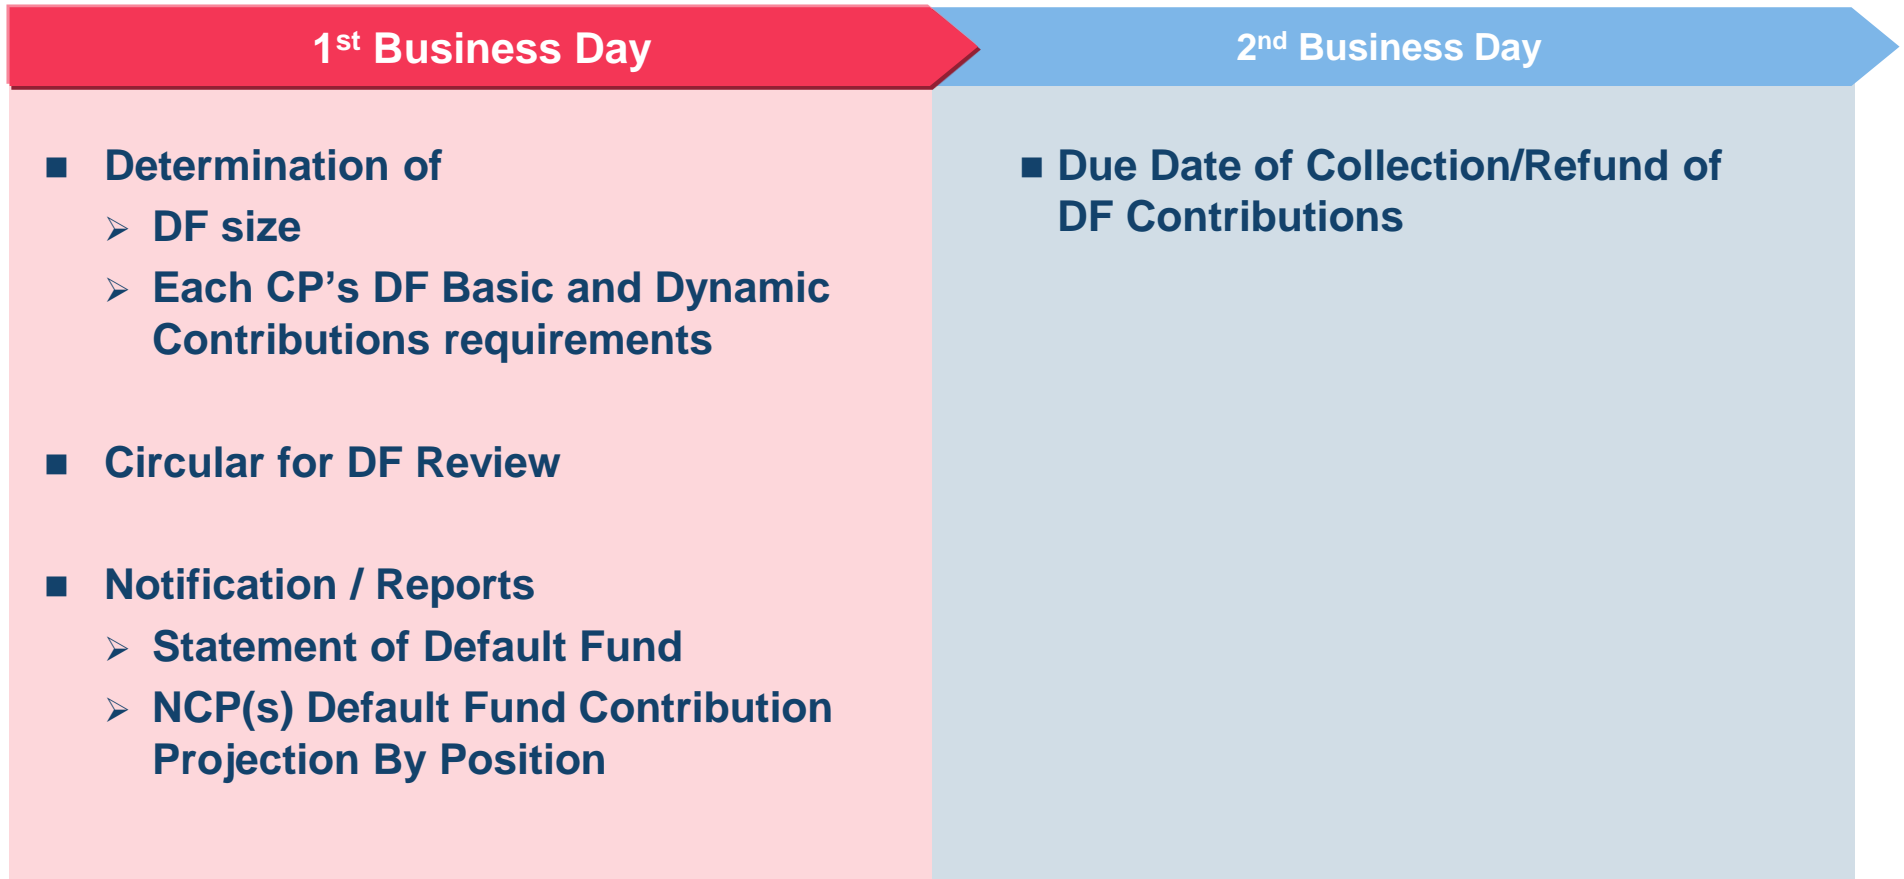 1st Business Day
2nd Business Day
■ Determination of
➢ DF size
➢ Each CP’s DF Basic and Dynamic
Contributions requirements
■ Circular for DF Review
■ Notification / Reports
➢ Statement of Default Fund
➢ NCP(s) Default Fund Contribution
Projection By Position
■ Due Date of Collection/Refund of
DF Contributions